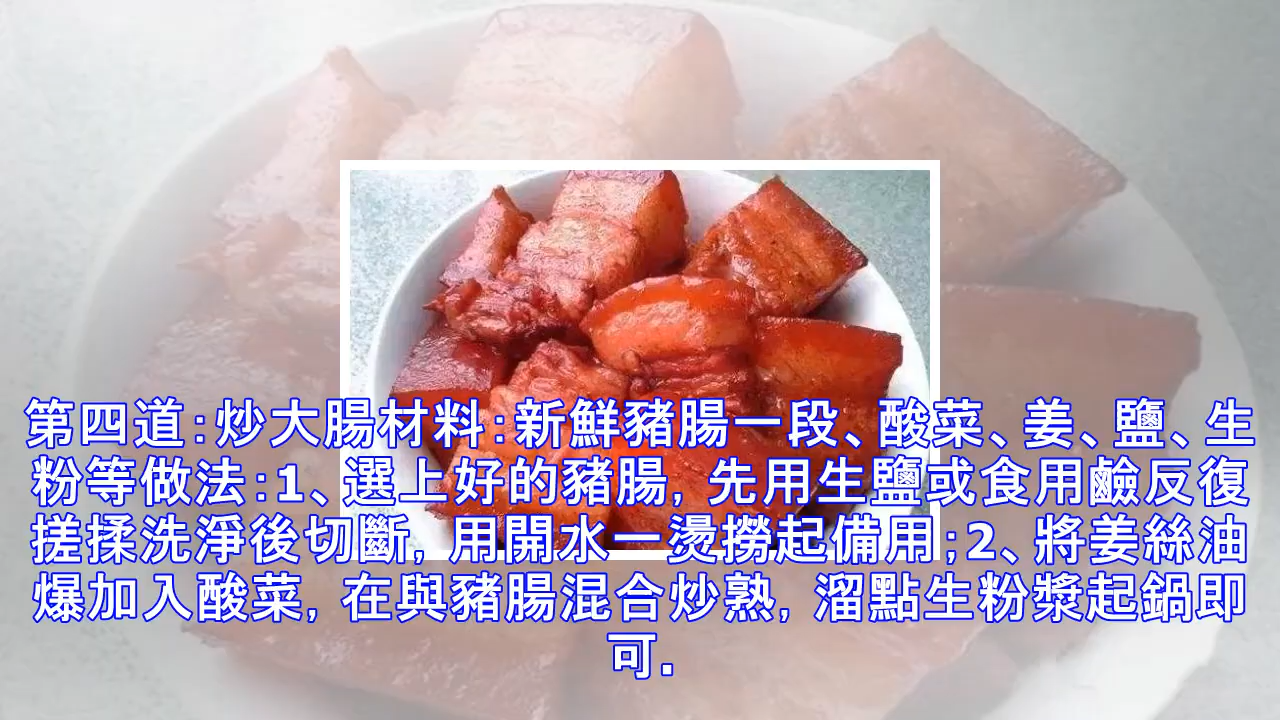 第四道:炒大腸材料:新鮮豬腸一段、酸菜、姜、鹽、生
粉等做法:1、選上好的豬腸, 先用生鹽或食用鹼反復
搓揉洗淨後切斷, 用開水一燙撈起備用;2、將姜絲油
爆加入酸菜, 在與豬腸混合炒熟, 溜點生粉漿起鍋即
可.